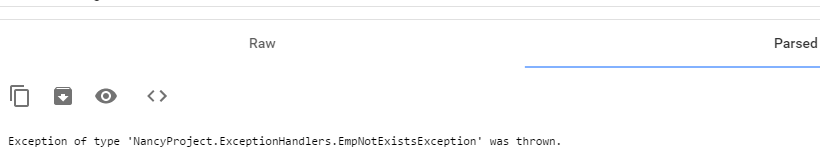 Raw
Parsed
Exception of type 'NancyProject.ExceptionHandlers.EmpNotExistsException' was thrown.